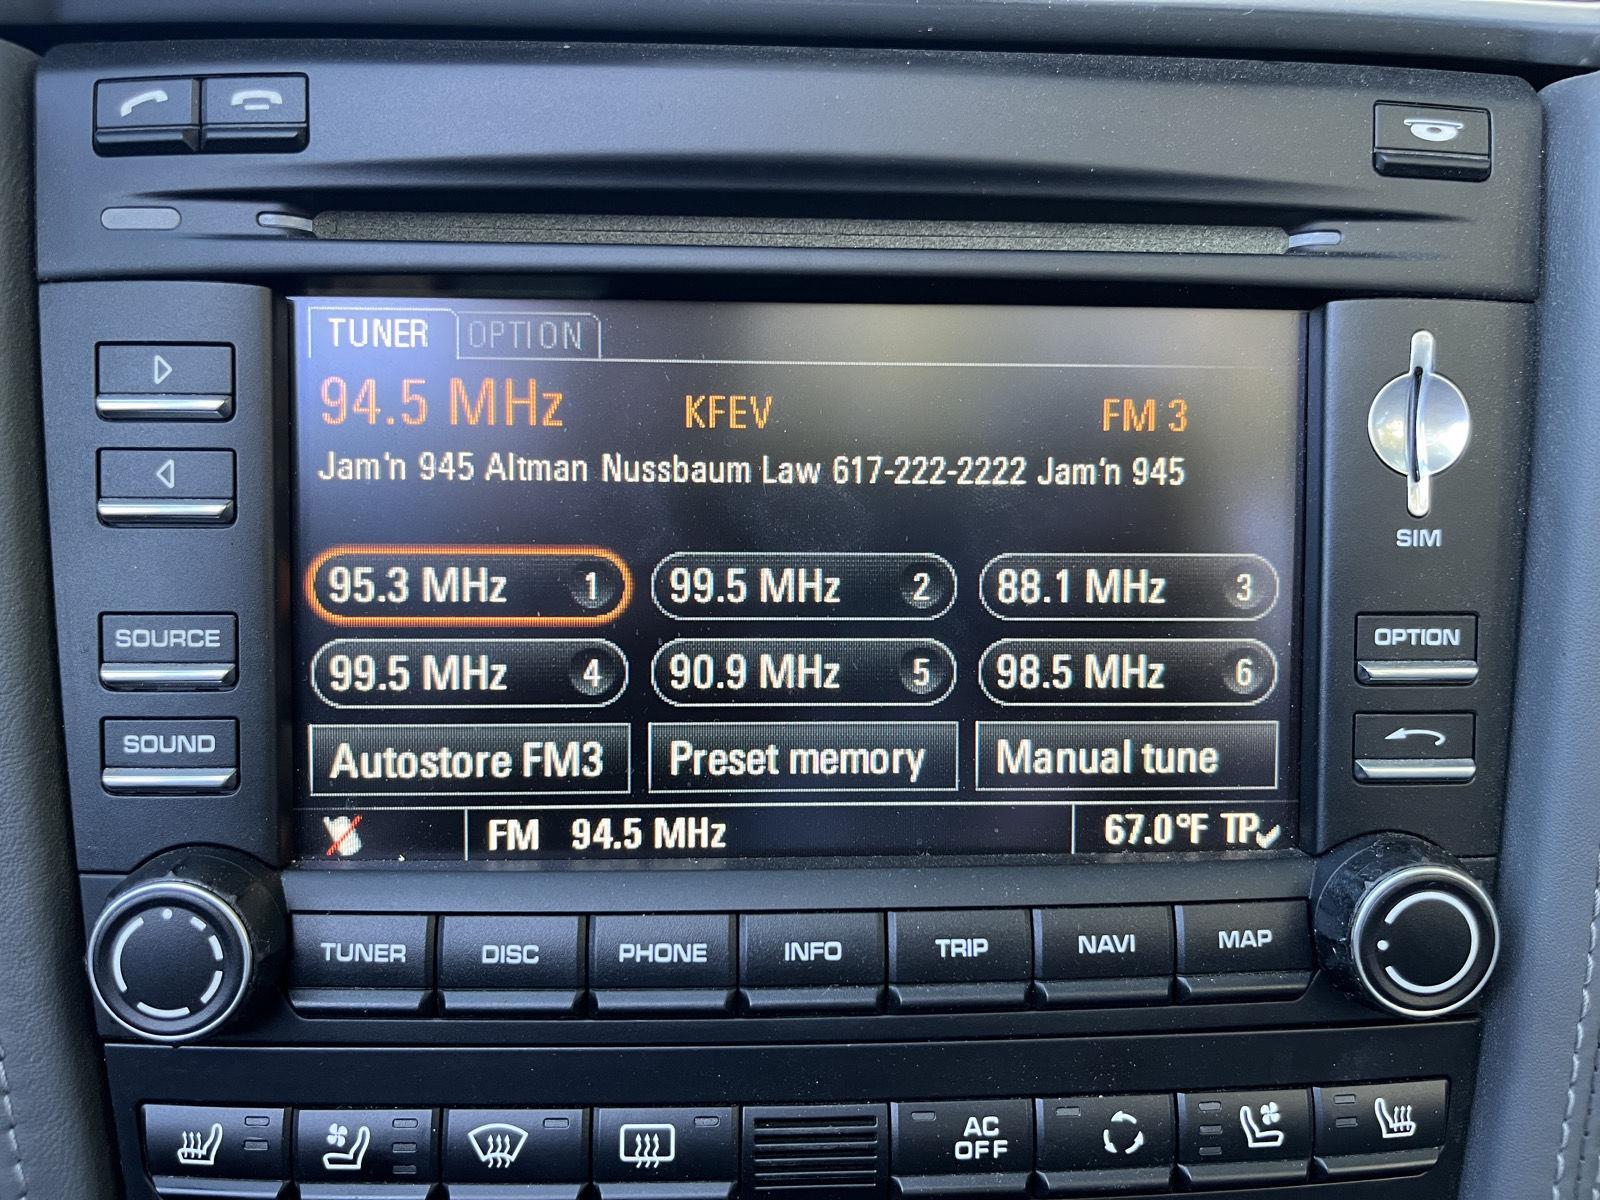 TUNER OPTION
94.5 MHz KFEV FM 3
Jam'n 945 Altman Nussbaum Law 617-222-2222 Jam'n 945
SIM
95.3 MHz 1 99.5 MHz 2 88.1 MHz 3
SOURCE OPTION
99.5 MHz 4 90.9 MHz 5 98.5 MHz 6
SOUND
Autostore FM3 Preset memory Manual tune
FM 94.5 MHz 67.0°F TP
TUNER DISC PHONE INFO TRIP NAVI MAP
AC
OFF